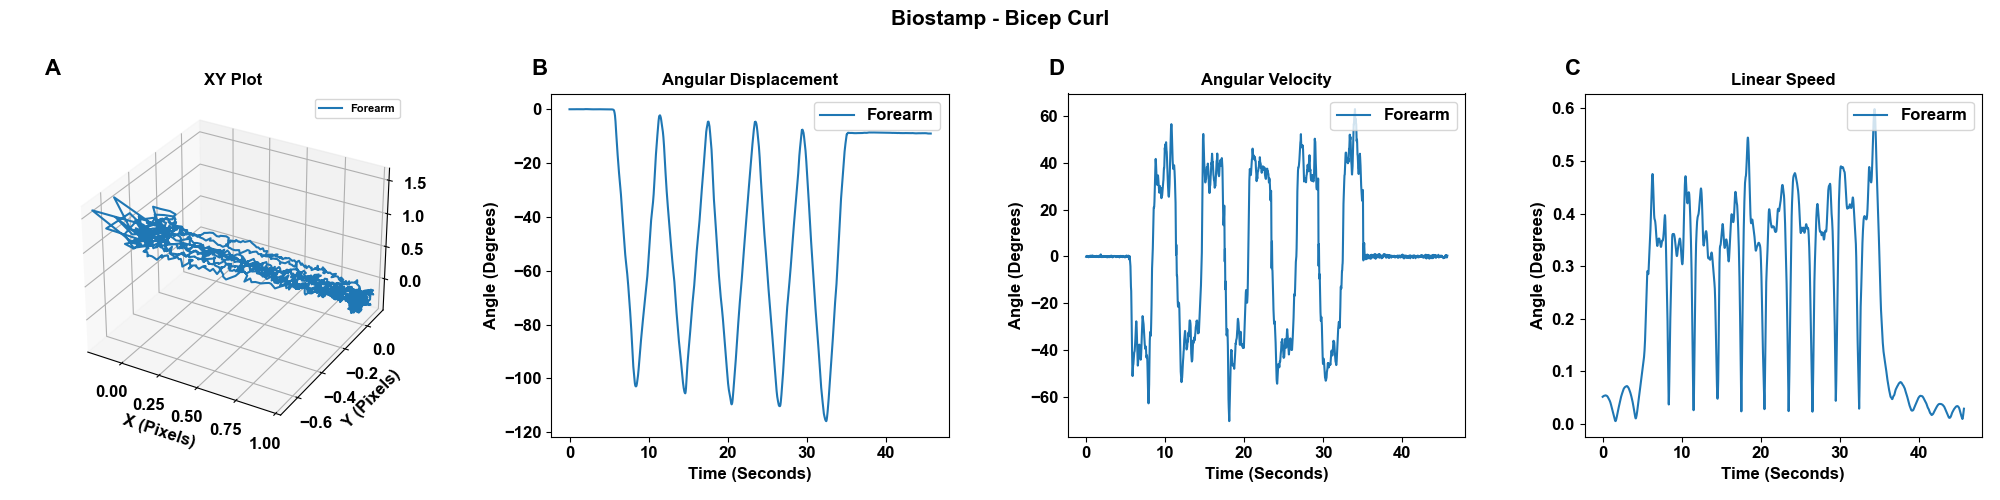 Biostamp - Bicep Curl
A
XY Plot
Forearm
1.5
1.0
0.5
0.0
0.0
−0.2
−0.4
−0.6
Y (Pixels)
0.00
0.25
0.50
0.75
1.00
X (Pixels)
B
Angular Displacement
Forearm
0
−20
−40
−60
−80
−100
−120
Angle (Degrees)
0
10
20
30
40
Time (Seconds)
D
Angular Velocity
Forearm
60
40
20
0
−20
−40
−60
Angle (Degrees)
0
10
20
30
40
Time (Seconds)
C
Linear Speed
Forearm
0.6
0.5
0.4
0.3
0.2
0.1
0.0
Angle (Degrees)
0
10
20
30
40
Time (Seconds)